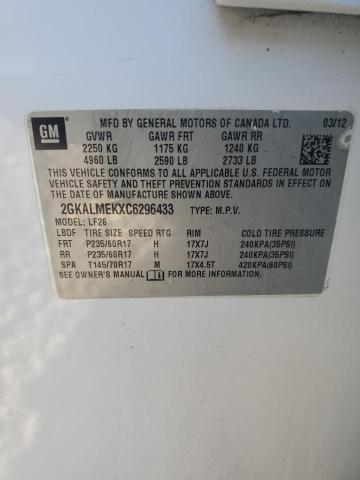 GM
MFD BY GENERAL MOTORS OF CANADA LTD. 03/12
GVWR GAWR FRT GAWR RR
2250 KG 1175 KG 1240 KG
4960 LB 2590 LB 2733 LB
THIS VEHICLE CONFORMS TO ALL APPLICABLE U.S. FEDERAL MOTOR
VEHICLE SAFETY AND THEFT PREVENTION STANDARDS IN EFFECT ON THE DATE
OF MANUFACTURE SHOWN ABOVE.
2GKALMEKXC6296433 TYPE: M.P.V.
MODEL: LF26
LBDF TIRE SIZE SPEED RTG RIM COLD TIRE PRESSURE
FRT P235/60R17 H 17X7J 240KPA(35PSI)
RR P235/60R17 H 17X7J 240KPA(35PSI)
SPA T145/70R17 M 17X4.5T 420KPA(60PSI)
SEE OWNER'S MANUAL FOR ADDITIONAL INFORMATION.